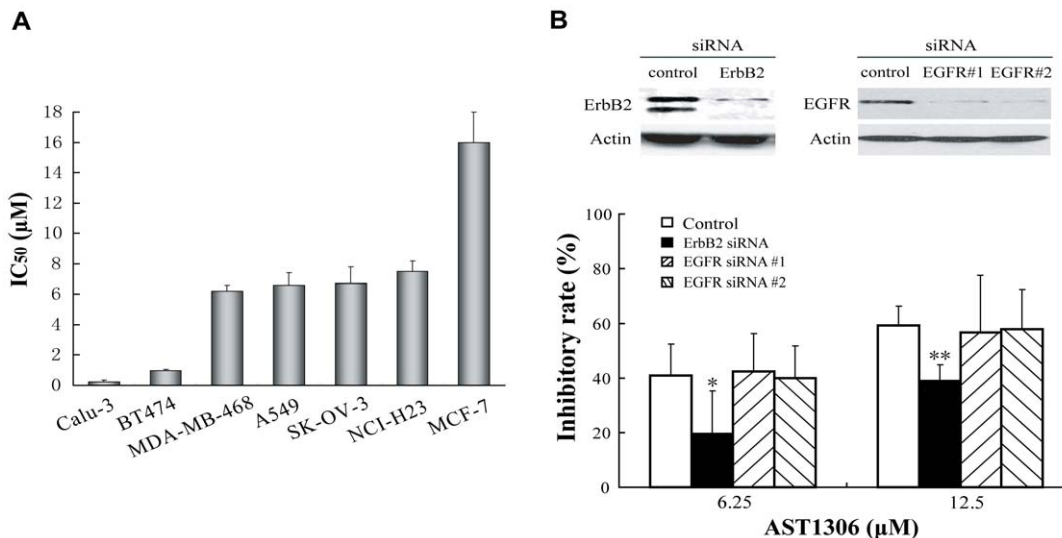 A
IC50 (μM)
18
16
14
12
10
8
6
4
2
0
Calu-3
BT474
MDA-MB-468
A549
SK-OV-3
NCI-H23
MCF-7
B
siRNA
control ErbB2
ErbB2
Actin
siRNA
control EGFR#1 EGFR#2
EGFR
Actin
Inhibitory rate (%)
100
80
60
40
20
0
Control
ErbB2 siRNA
EGFR siRNA #1
EGFR siRNA #2
*
**
6.25 12.5
AST1306 (μM)